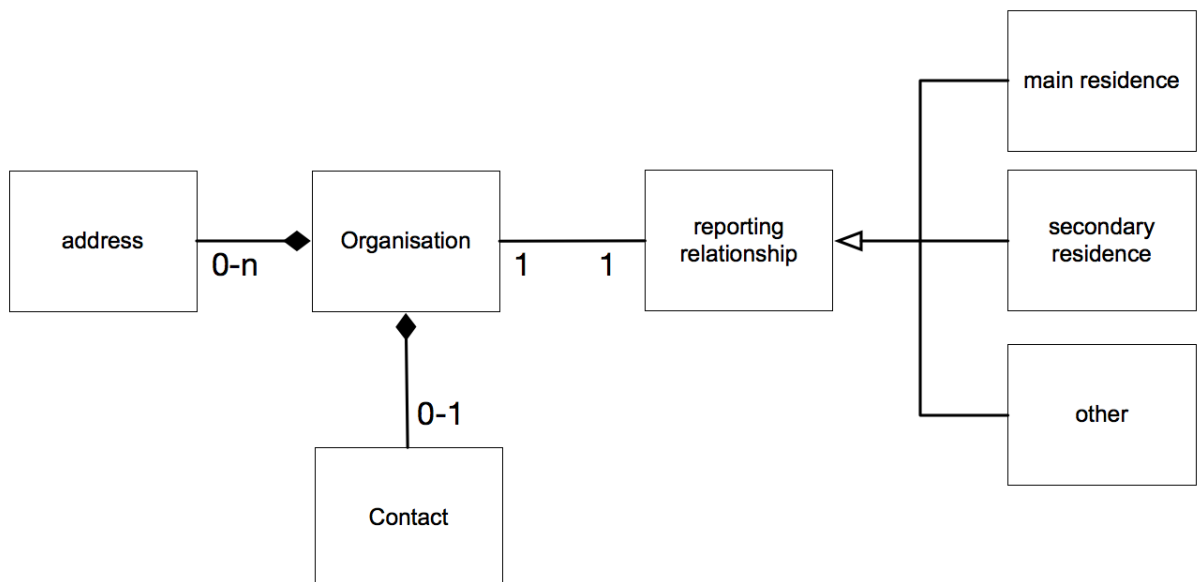 main residence
address
0-n
Organisation
1
1
reporting
relationship
secondary
residence
0-1
Contact
other